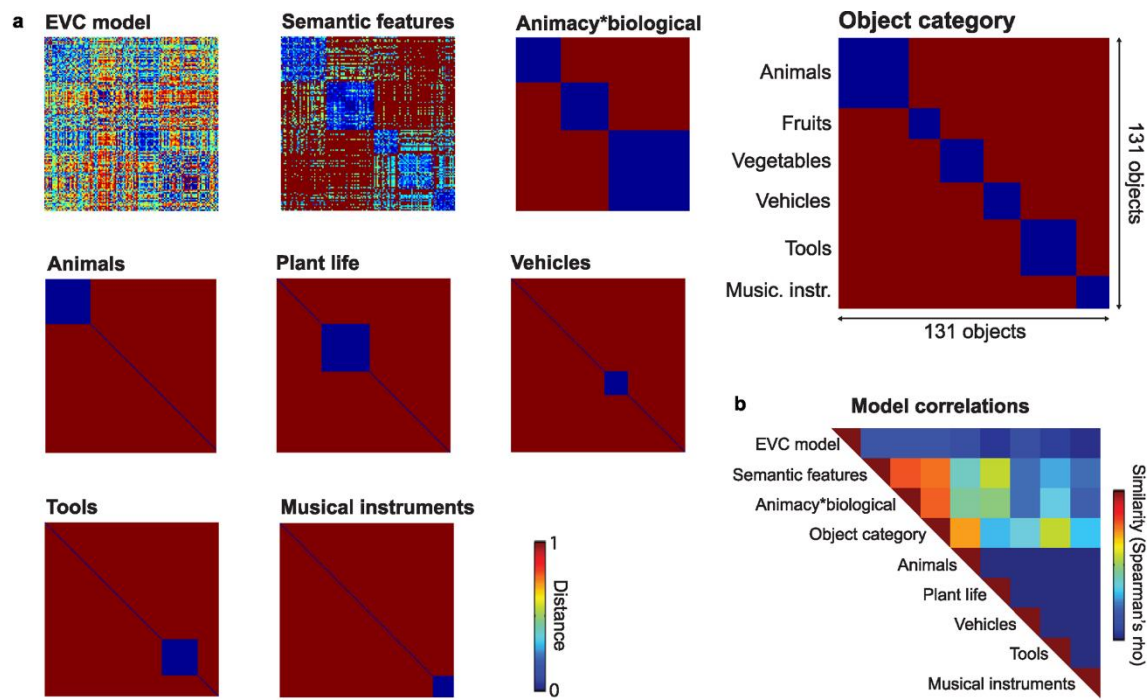 a
EVC model
Semantic features
Animacy*biological
Object category
Animals
Fruits
Vegetables
Vehicles
Tools
Music. instr.
131 objects
131 objects
Animals
Plant life
Vehicles
Tools
Musical instruments
1
Distance
0
b
Model correlations
EVC model
Semantic features
Animacy*biological
Object category
Animals
Plant life
Vehicles
Tools
Musical instruments
Similarity (Spearman's rho)